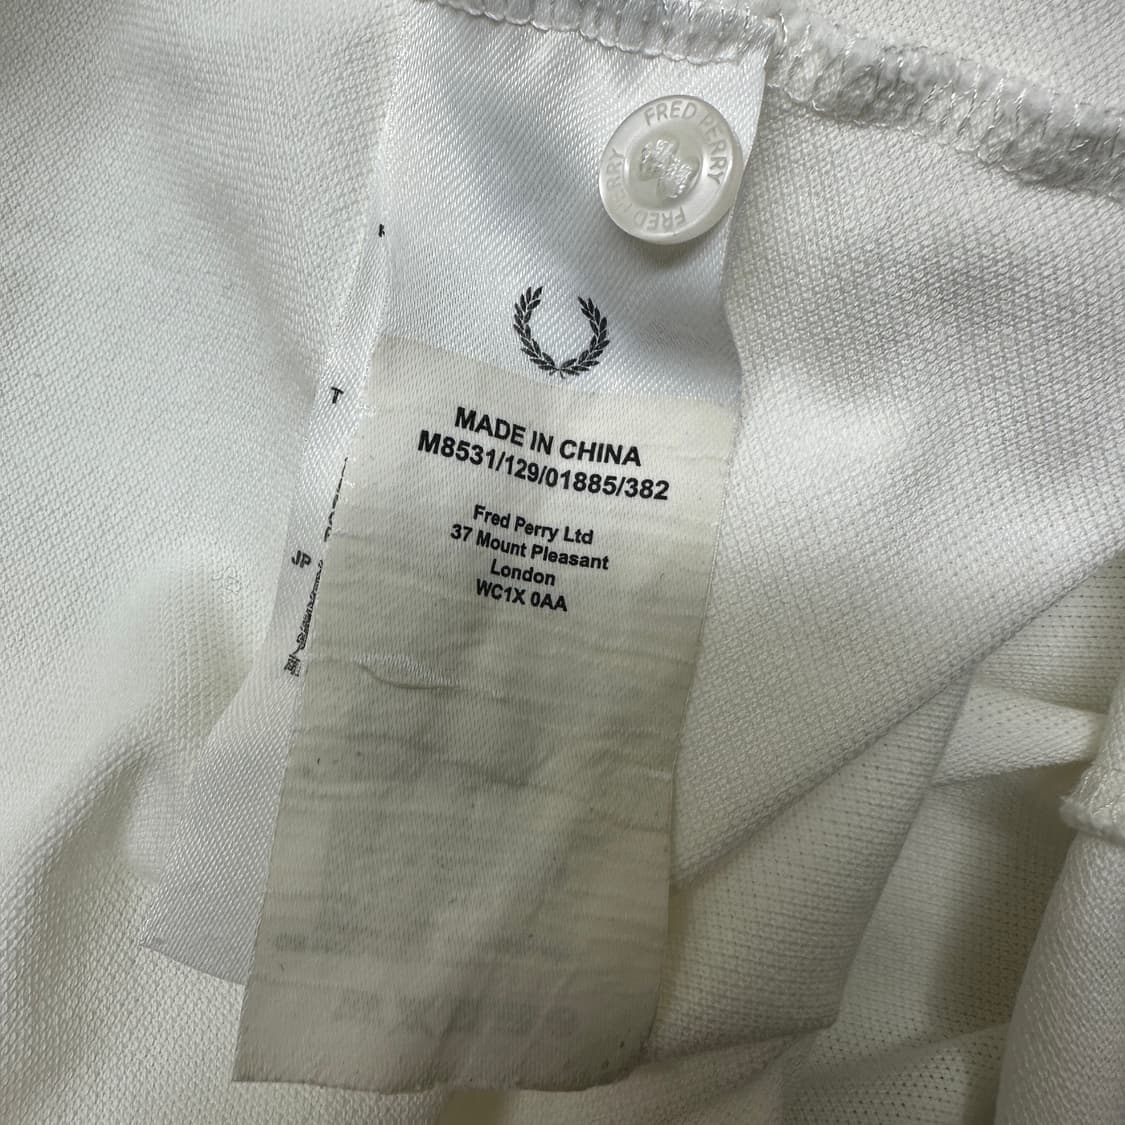 FRED PERRY
FRED PERRY
MADE IN CHINA
M8531/129/01885/382
Fred Perry Ltd
37 Mount Pleasant
London
WC1X 0AA
T
JP